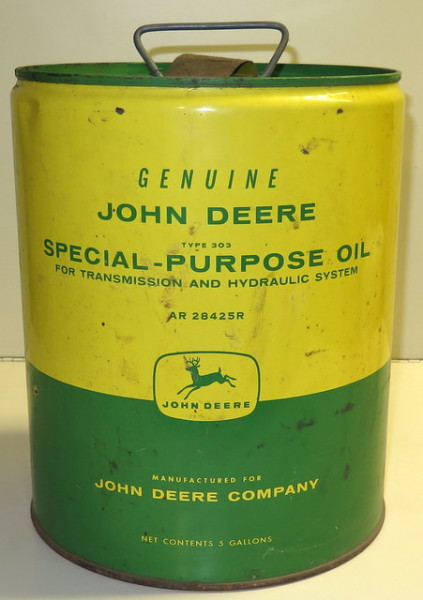 GENUINE
JOHN DEERE
TYPE 303
SPECIAL-PURPOSE OIL
FOR TRANSMISSION AND HYDRAULIC SYSTEM
AR 28425R
JOHN DEERE
MANUFACTURED FOR
JOHN DEERE COMPANY
NET CONTENTS 5 GALLONS